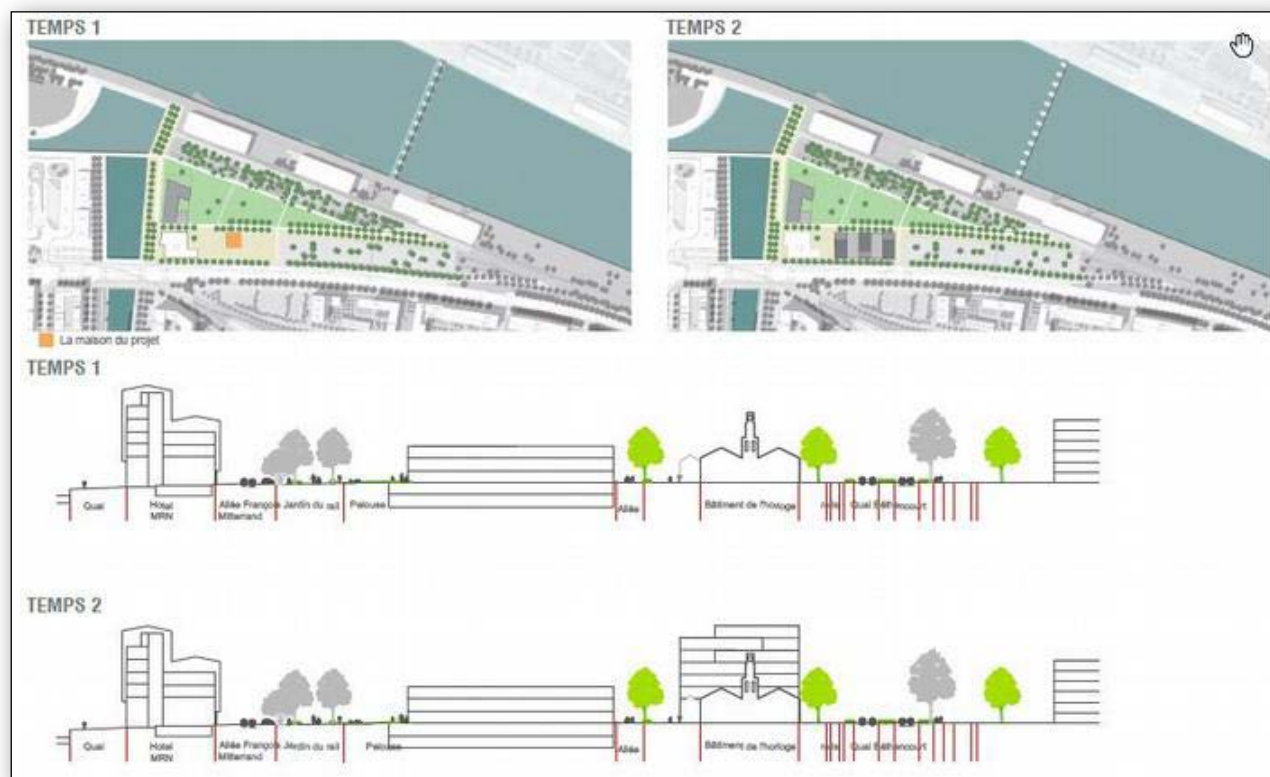 TEMPS 1
TEMPS 2
La maison du projet
TEMPS 1
Quai
Hotel
MRN
Allée François
Mitterrand
Jardin du rail
Pelouse
Allée
Bâtiment de l'horloge
Quai Béthencourt
TEMPS 2
Quai
Hotel
MRN
Allée François
Mitterrand
Jardin du rail
Pelouse
Allée
Bâtiment de l'horloge
Quai Béthencourt